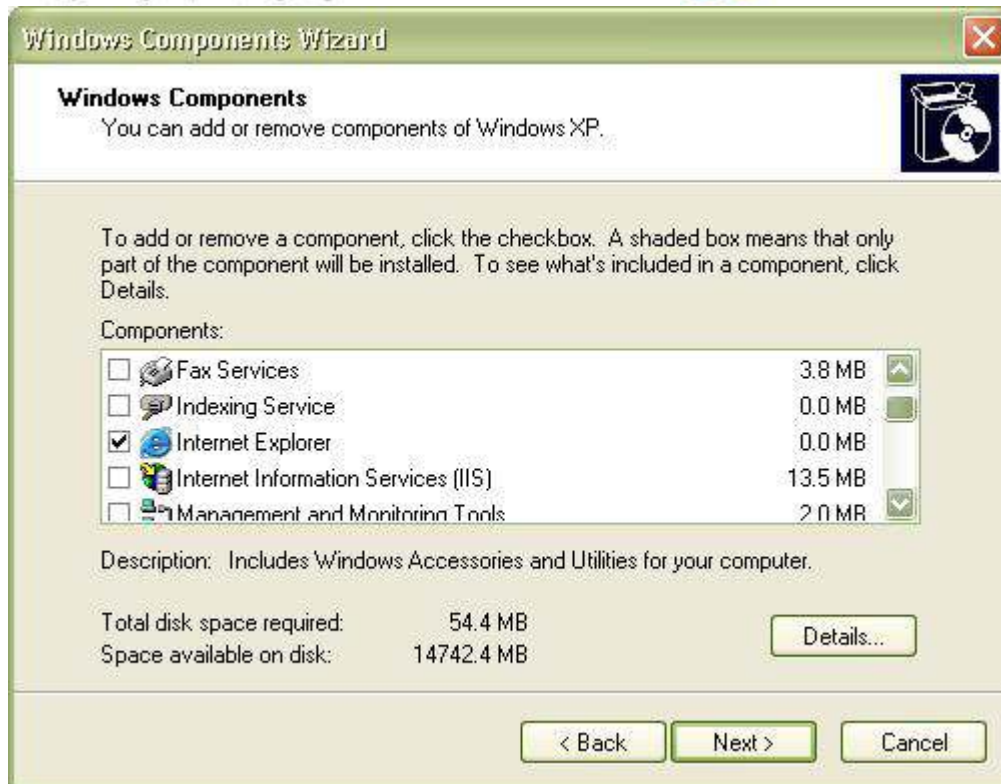 Windows Components Wizard
Windows Components
You can add or remove components of Windows XP.
To add or remove a component, click the checkbox. A shaded box means that only
part of the component will be installed. To see what's included in a component, click
Details.
Components:
Fax Services 3.8 MB
Indexing Service 0.0 MB
Internet Explorer 0.0 MB
Internet Information Services (IIS) 13.5 MB
Management and Monitoring Tools 2.0 MB
Description: Includes Windows Accessories and Utilities for your computer.
Total disk space required: 54.4 MB
Space available on disk: 14742.4 MB
Details...
< Back Next > Cancel